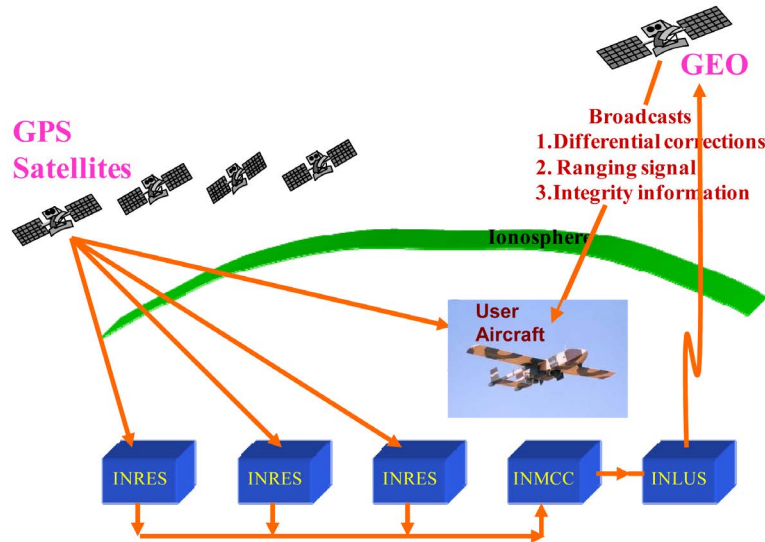 GEO
Broadcasts
1.Differential corrections
2. Ranging signal
3.Integrity information
GPS
Satellites
Ionosphere
User
Aircraft
INRES
INRES
INRES
INMCC
INLUS